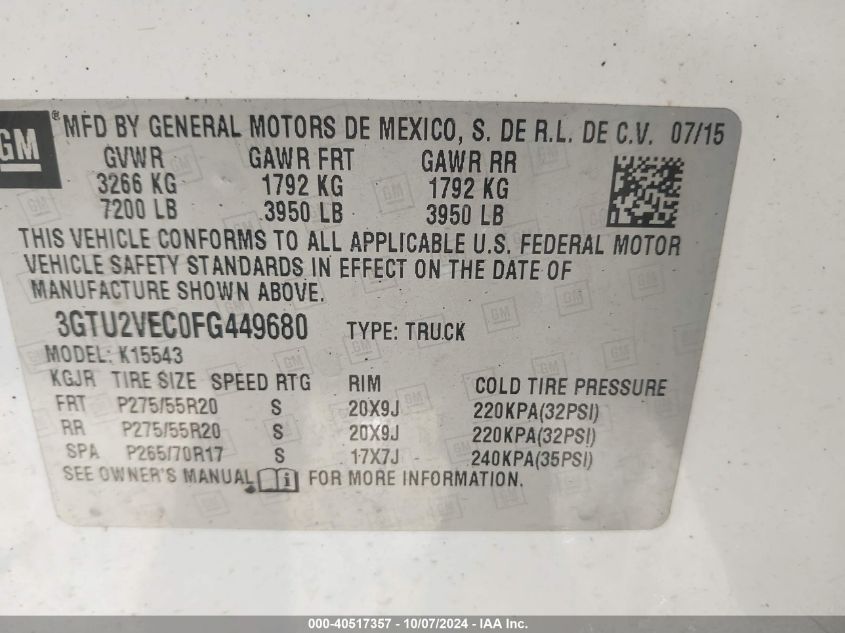 GM ® MFD BY GENERAL MOTORS DE MEXICO, S. DE R.L. DE C.V. 07/15
GVWR GAWR FRT GAWR RR
3266 KG 1792 KG 1792 KG
7200 LB 3950 LB 3950 LB
THIS VEHICLE CONFORMS TO ALL APPLICABLE U.S. FEDERAL MOTOR
VEHICLE SAFETY STANDARDS IN EFFECT ON THE DATE OF
MANUFACTURE SHOWN ABOVE.
3GTU2VEC0FG449680 TYPE: TRUCK
MODEL: K15543
KGJR TIRE SIZE SPEED RTG RIM COLD TIRE PRESSURE
FRT P275/55R20 S 20X9J 220KPA(32PSI)
RR P275/55R20 S 20X9J 220KPA(32PSI)
SPA P265/70R17 S 17X7J 240KPA(35PSI)
SEE OWNER'S MANUAL i FOR MORE INFORMATION.
000-40517357 - 10/07/2024 - IAA Inc.